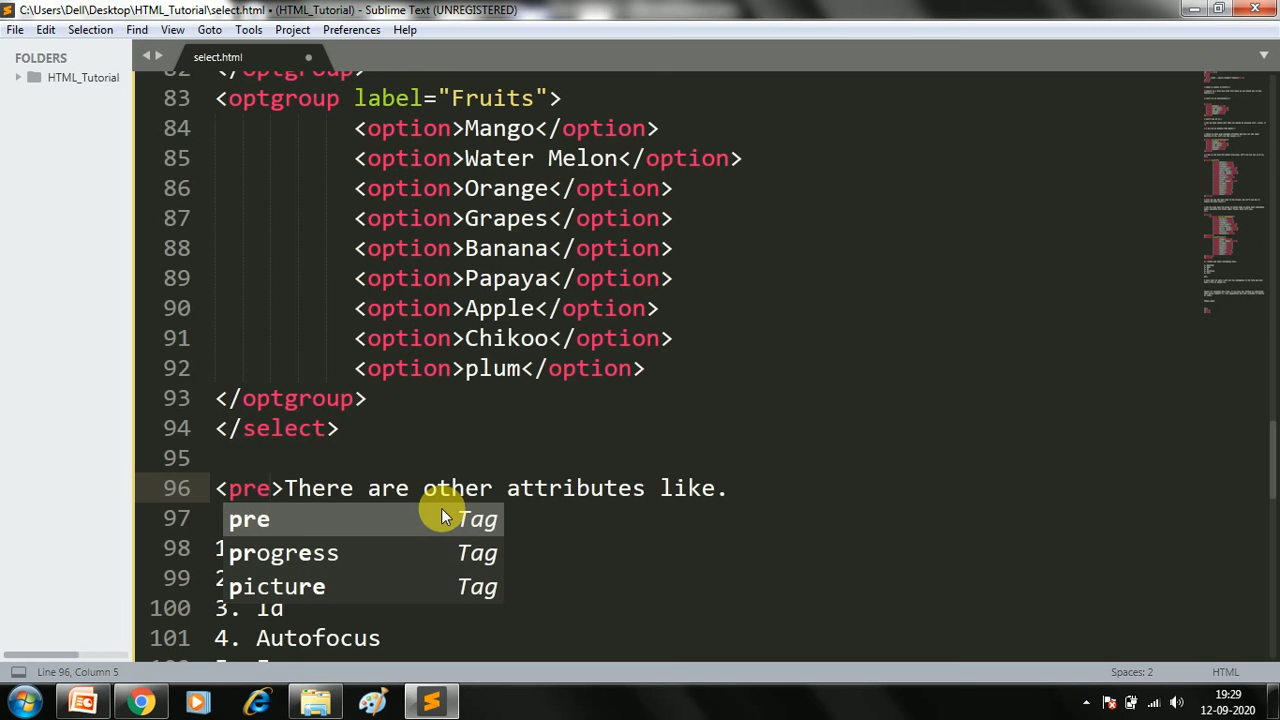 C:\Users\Dell\Desktop\HTML_Tutorial\select.html • (HTML_Tutorial) - Sublime Text (UNREGISTERED)
File Edit Selection Find View Goto Tools Project Preferences Help
FOLDERS
HTML_Tutorial
select.html
82 </optgroup>
83 <optgroup label="Fruits">
84 <option>Mango</option>
85 <option>Water Melon</option>
86 <option>Orange</option>
87 <option>Grapes</option>
88 <option>Banana</option>
89 <option>Papaya</option>
90 <option>Apple</option>
91 <option>Chikoo</option>
92 <option>plum</option>
93 </optgroup>
94 </select>
95
96 <pre>There are other attributes like.
97
pre Tag
98 1
progress Tag
99 2
picture Tag
100 3. Id
101 4. Autofocus
Line 96, Column 5
Spaces: 2
HTML
19:29
12-09-2020